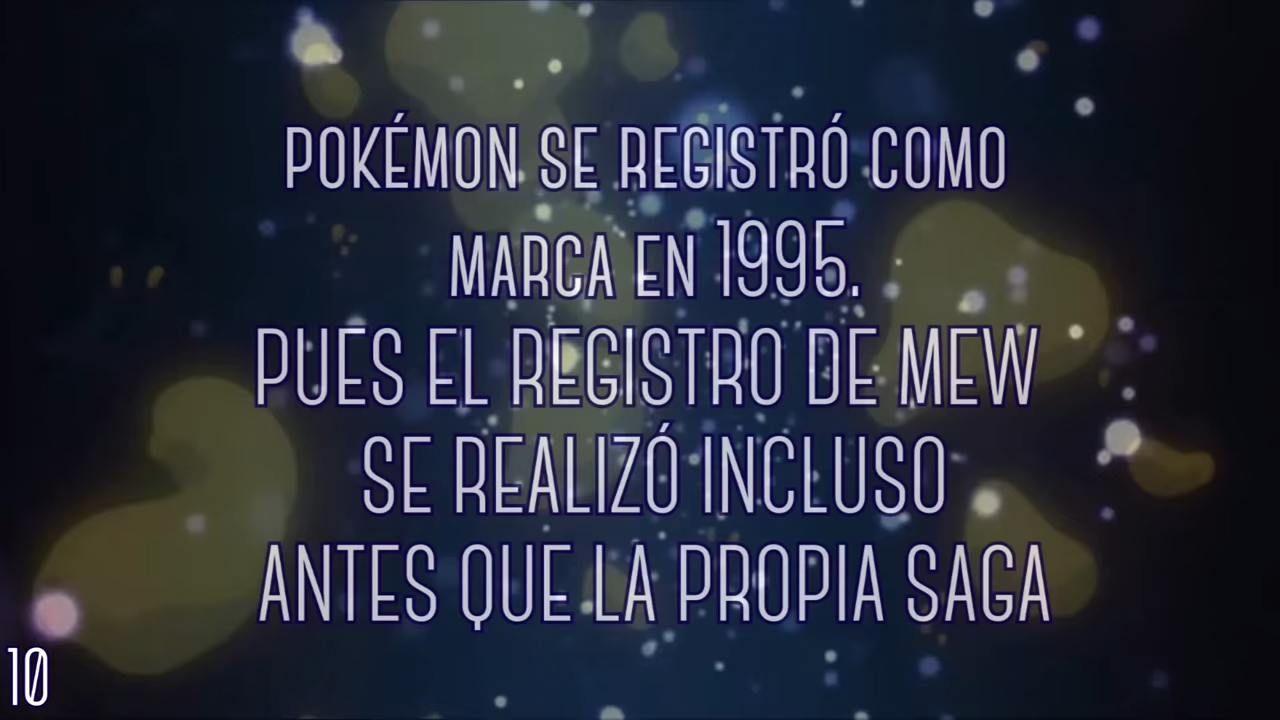 POKÉMON SE REGISTRÓ COMO
MARCA EN 1995.
PUES EL REGISTRO DE MEW
SE REALIZÓ INCLUSO
ANTES QUE LA PROPIA SAGA
10